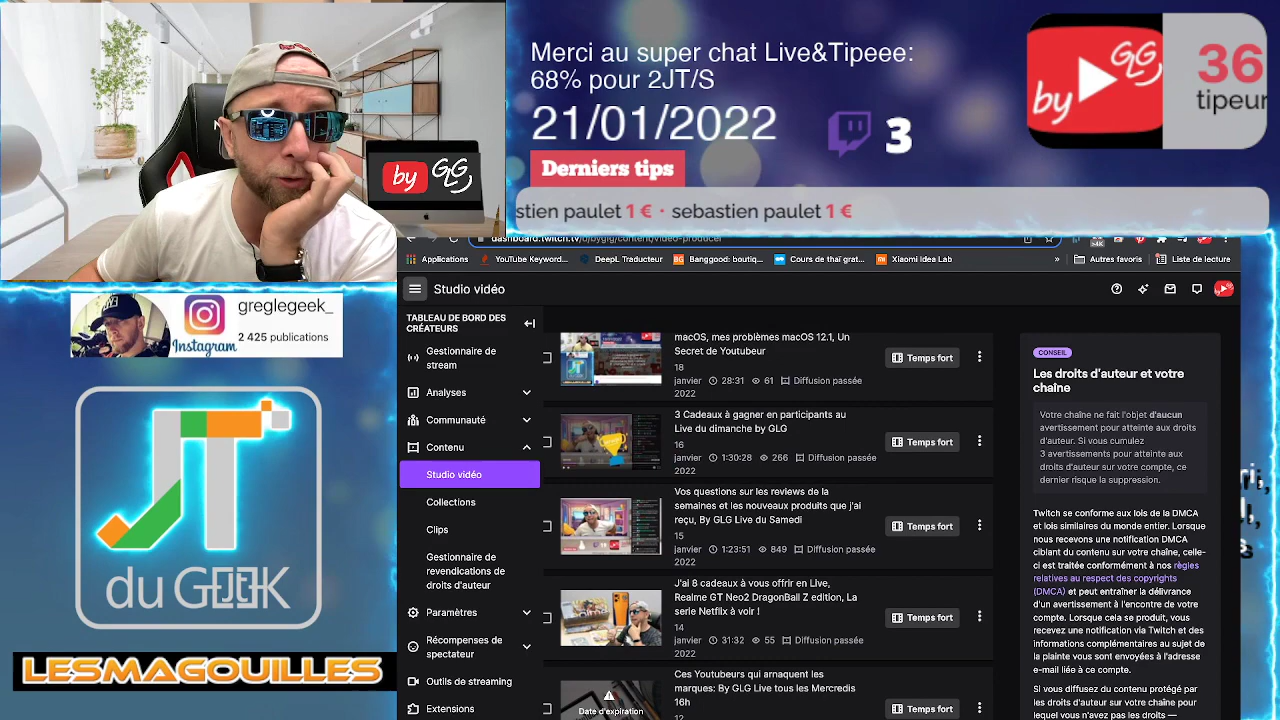 Merci au super chat Live&Tipeee:
68% pour 2JT/S
21/01/2022
3
Derniers tips
stien paulet 1 € · sebastien paulet 1 €
by GLG
36
tipeur
by GLG
greglegeek_
2 425 publications
Instagram
JT
du GEEK
LESMAGOUILLES
dashboard.twitch.tv/u/byglg/content/video-producer
Applications
YouTube Keyword...
DeepL Traducteur
Banggood: boutiq...
Cours de thaï grat...
Xiaomi Idea Lab
»
Autres favoris
Liste de lecture
Studio vidéo
TABLEAU DE BORD DES
CRÉATEURS
Gestionnaire de
stream
Analyses
Communauté
Contenu
Studio vidéo
Collections
Clips
Gestionnaire de
revendications de
droits d'auteur
Paramètres
Récompenses de
spectateur
Outils de streaming
Extensions
macOS, mes problèmes macOS 12.1, Un
Secret de Youtubeur
18
janvier 28:31 61 Diffusion passée
2022
Temps fort
3 Cadeaux à gagner en participants au
Live du dimanche by GLG
16
janvier 1:30:28 266 Diffusion passée
2022
Temps fort
Vos questions sur les reviews de la
semaines et les nouveaux produits que j'ai
reçu, By GLG Live du Samedi
15
janvier 1:23:51 849 Diffusion passée
2022
Temps fort
J'ai 8 cadeaux à vous offrir en Live,
Realme GT Neo2 DragonBall Z edition, La
serie Netflix à voir !
14
janvier 31:32 55 Diffusion passée
2022
Temps fort
Ces Youtubeurs qui arnaquent les
marques: By GLG Live tous les Mercredis
16h
12
Date d'expiration
Temps fort
CONSEIL
Les droits d'auteur et votre
chaîne
Votre chaîne ne fait l'objet d'aucun
avertissement pour atteinte aux droits
d'auteur. Si vous cumulez
3 avertissements pour atteinte aux
droits d'auteur sur votre compte, ce
dernier risque la suppression.
Twitch se conforme aux lois de la DMCA
et lois similaires du monde entier. Lorsque
nous recevons une notification DMCA
ciblant du contenu sur votre chaîne, celle-
ci est traitée conformément à nos règles
relatives au respect des copyrights
(DMCA) et peut entraîner la délivrance
d'un avertissement à l'encontre de votre
compte. Lorsque cela se produit, vous
recevez une notification via Twitch et des
informations complémentaires au sujet de
la plainte vous sont envoyées à l'adresse
e-mail liée à ce compte.
Si vous diffusez du contenu protégé par
les droits d'auteur sur votre chaîne pour
lequel vous n'avez pas les droits —